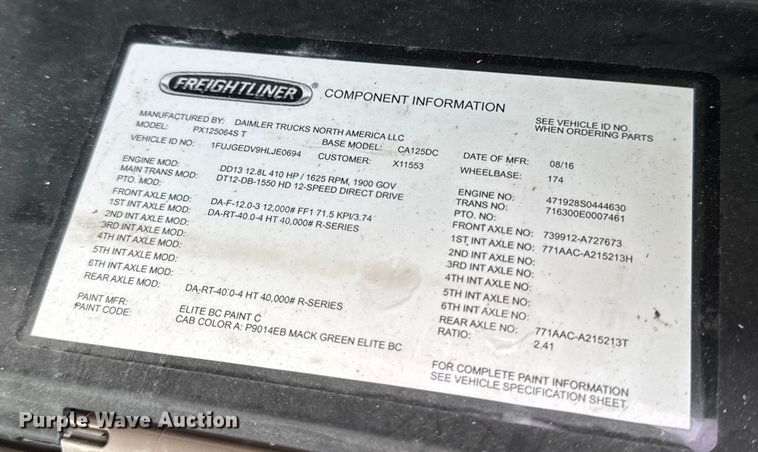 FREIGHTLINER ® COMPONENT INFORMATION
SEE VEHICLE ID NO.
WHEN ORDERING PARTS
MANUFACTURED BY: DAIMLER TRUCKS NORTH AMERICA LLC
MODEL: PX125064S T BASE MODEL: CA125DC DATE OF MFR: 08/16
VEHICLE ID NO: 1FUJGEDV9HLJE0694 CUSTOMER: X11553 WHEELBASE: 174
ENGINE MOD: DD13 12.8L 410 HP / 1625 RPM, 1900 GOV ENGINE NO: 471928S0444630
MAIN TRANS MOD: DT12-DB-1550 HD 12-SPEED DIRECT DRIVE TRANS NO: 716300E0007461
PTO. MOD: PTO. NO:
FRONT AXLE MOD: DA-F-12.0-3 12,000# FF1 71.5 KPI/3.74 FRONT AXLE NO: 739912-A727673
1ST INT AXLE MOD: DA-RT-40.0-4 HT 40,000# R-SERIES 1ST INT AXLE NO: 771AAC-A215213H
2ND INT AXLE MOD: 2ND INT AXLE NO:
3RD INT AXLE MOD: 3RD INT AXLE NO:
4TH INT AXLE MOD: 4TH INT AXLE NO:
5TH INT AXLE MOD: 5TH INT AXLE NO:
6TH INT AXLE MOD: 6TH INT AXLE NO:
REAR AXLE MOD: DA-RT-40.0-4 HT 40,000# R-SERIES REAR AXLE NO: 771AAC-A215213T
RATIO: 2.41
PAINT MFR: ELITE BC PAINT C
PAINT CODE: CAB COLOR A: P9014EB MACK GREEN ELITE BC
FOR COMPLETE PAINT INFORMATION
SEE VEHICLE SPECIFICATION SHEET.
Purple Wave Auction